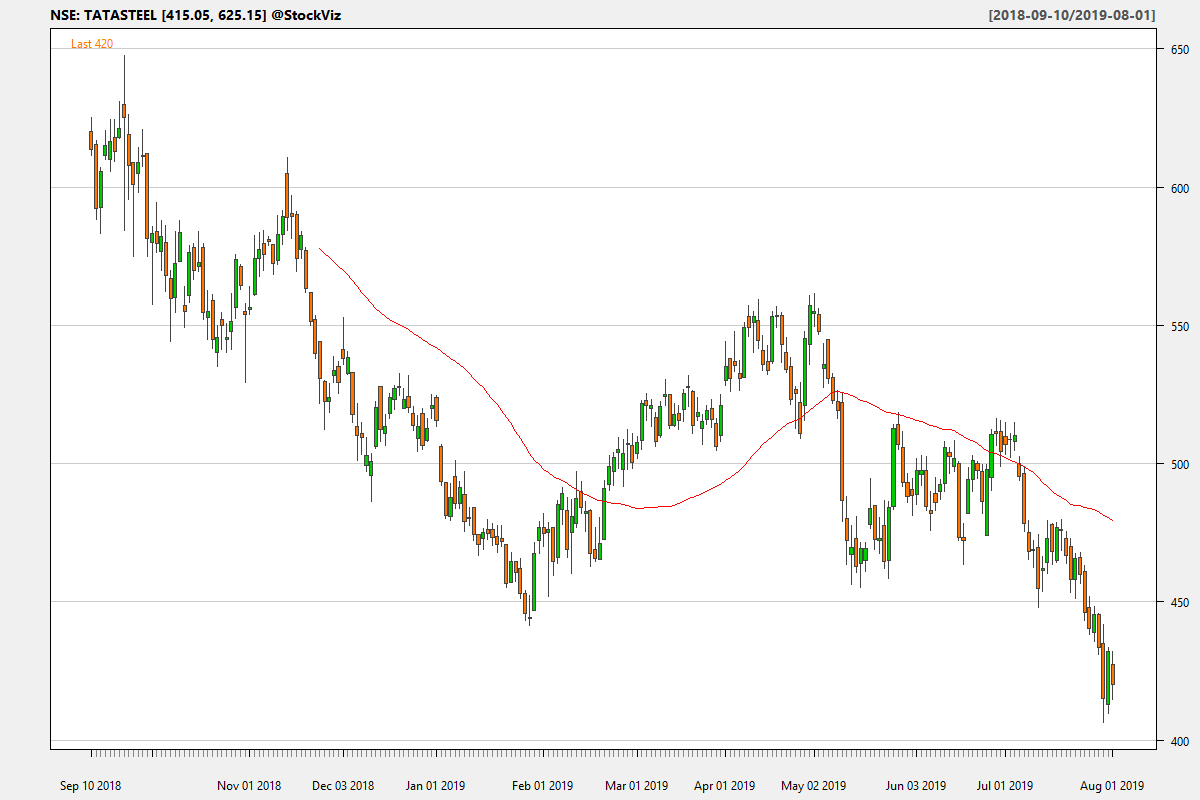 NSE: TATASTEEL [415.05, 625.15] @StockViz [2018-09-10/2019-08-01]
Last 420
650
600
550
500
450
400
Sep 10 2018 Nov 01 2018 Dec 03 2018 Jan 01 2019 Feb 01 2019 Mar 01 2019 Apr 01 2019 May 02 2019 Jun 03 2019 Jul 01 2019 Aug 01 2019